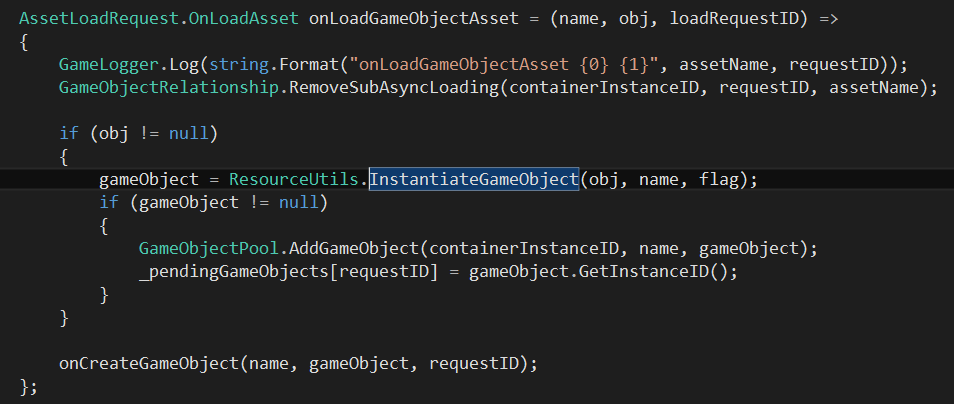 AssetLoadRequest.OnLoadAsset onLoadGameObjectAsset = (name, obj, loadRequestID) =>
{
    GameLogger.Log(string.Format("onLoadGameObjectAsset {0} {1}", assetName, requestID));
    GameObjectRelationship.RemoveSubAsyncLoading(containerInstanceID, requestID, assetName);
    if (obj != null)
    {
        gameObject = ResourceUtils.InstantiateGameObject(obj, name, flag);
        if (gameObject != null)
        {
            GameObjectPool.AddGameObject(containerInstanceID, name, gameObject);
            _pendingGameObjects[requestID] = gameObject.GetInstanceID();
        }
    }
    onCreateGameObject(name, gameObject, requestID);
};